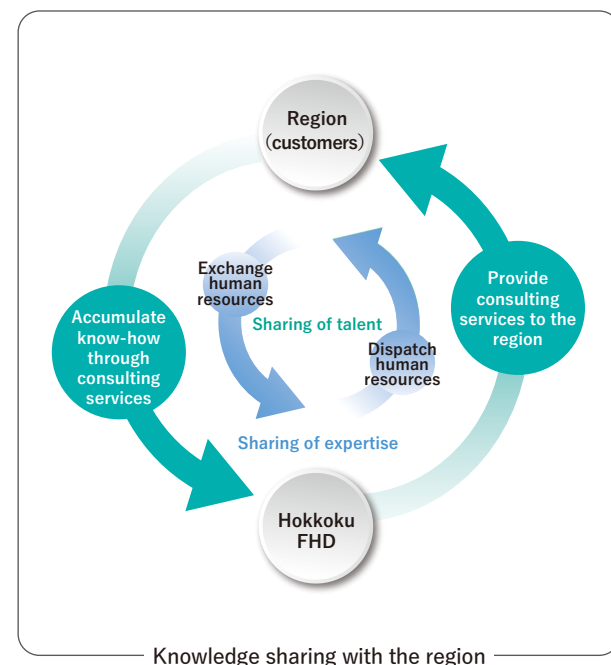 Region
(customers)
Exchange
human
resources
Accumulate
know-how
through
consulting
services
Sharing of talent
Provide
consulting
services to the
region
Dispatch
human
resources
Sharing of expertise
Hokkoku
FHD
Knowledge sharing with the region